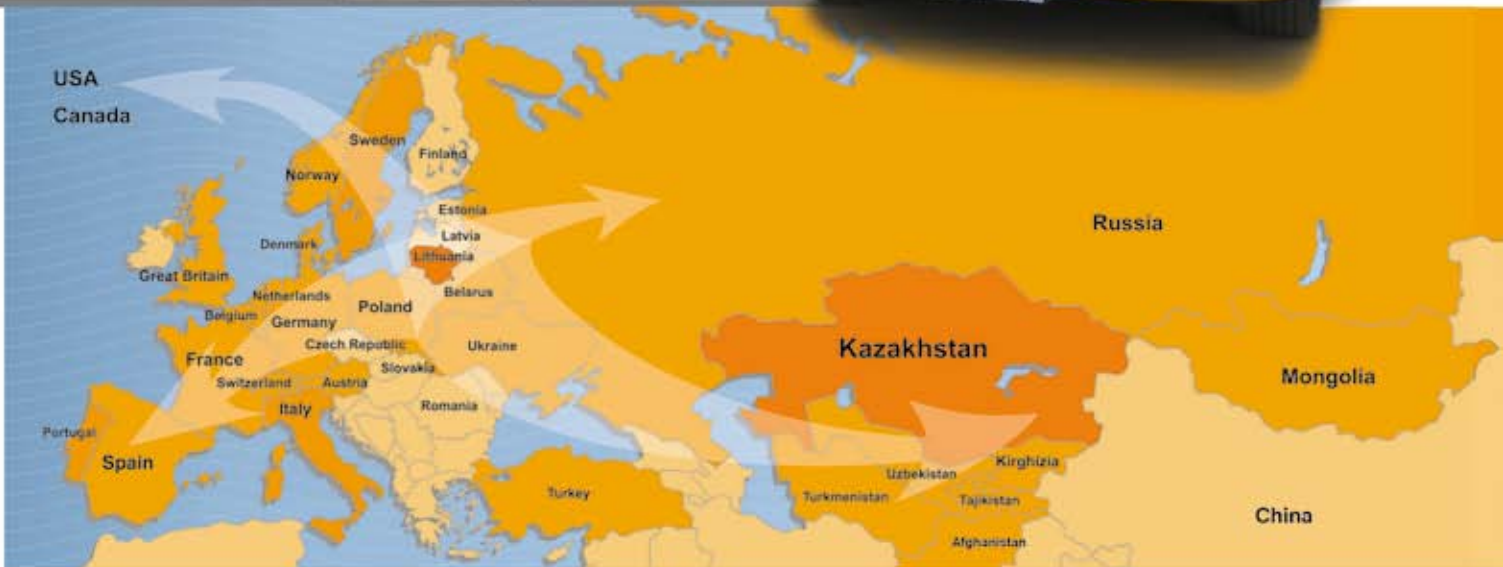 USA
Canada
Sweden
Finland
Norway
Estonia
Russia
Latvia
Denmark
Lithuania
Great Britain
Belarus
Netherlands
Poland
Belgium
Germany
Czech Republic
Ukraine
Kazakhstan
France
Slovakia
Switzerland
Austria
Mongolia
Italy
Romania
Portugal
Spain
Kirghizia
Uzbekistan
Turkey
Turkmenistan
Tajikistan
China
Afghanistan